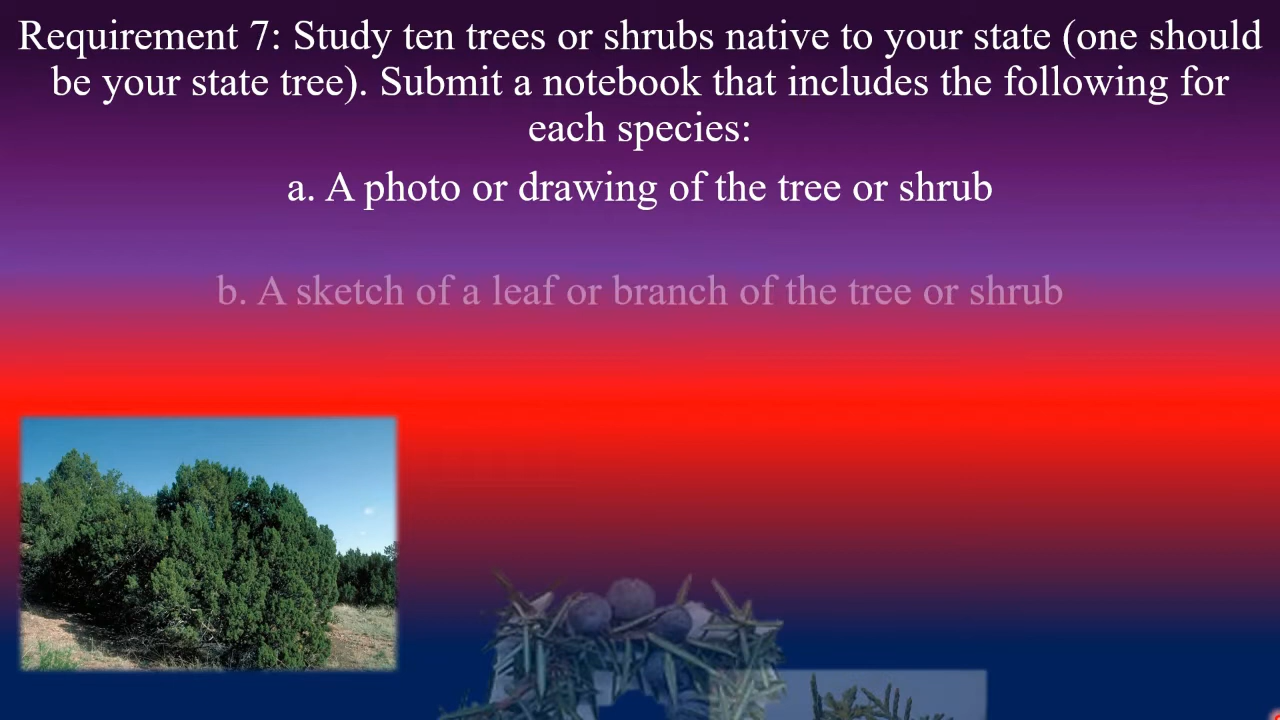 Requirement 7: Study ten trees or shrubs native to your state (one should
be your state tree). Submit a notebook that includes the following for
each species:
a. A photo or drawing of the tree or shrub
b. A sketch of a leaf or branch of the tree or shrub